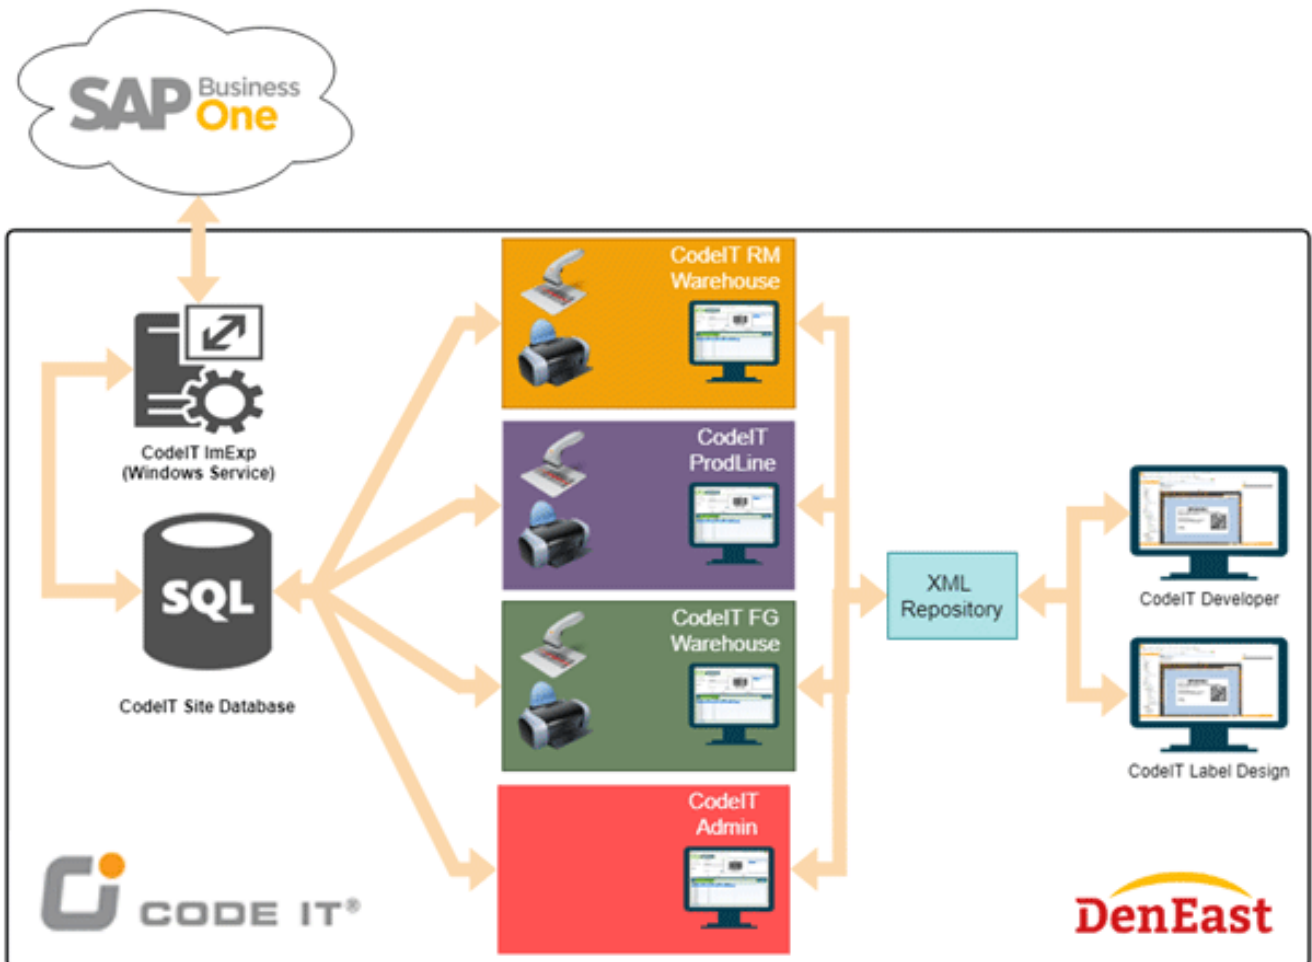 SAP Business
One
CodeIT RM
Warehouse
CodeIT ImExp
(Windows Service)
CodeIT
ProdLine
SQL
CodeIT Site Database
CodeIT FG
Warehouse
XML
Repository
CodeIT Developer
CodeIT Label Design
CodeIT
Admin
CODE IT®
DenEast